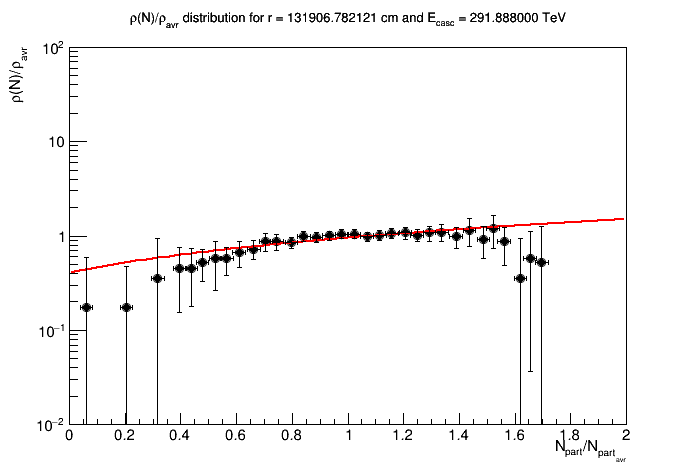 ρ(N)/ρavr distribution for r = 131906.782121 cm and Ecasc = 291.888000 TeV
ρ(N)/ρavr
10²
10
1
10⁻¹
10⁻²
0 0.2 0.4 0.6 0.8 1 1.2 1.4 1.6 1.8 2
Npart/Npartavr